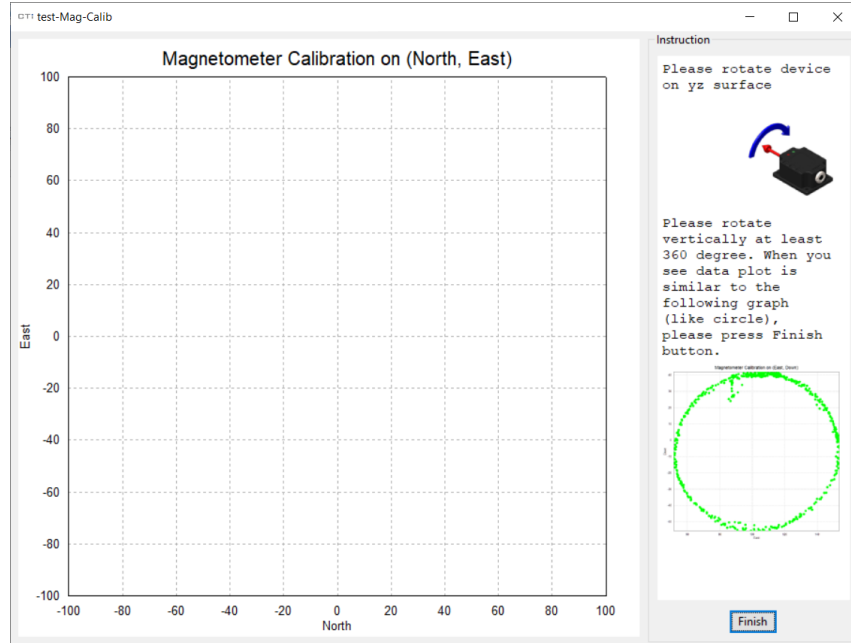 CTI test-Mag-Calib
Magnetometer Calibration on (North, East)
100
80
60
40
20
0
-20
-40
-60
-80
-100
East
-100 -80 -60 -40 -20 0 20 40 60 80 100
North
Instruction
Please rotate device
on yz surface
Please rotate
vertically at least
360 degree. When you
see data plot is
similar to the
following graph
(like circle),
please press Finish
button.
Magnetometer Calibration on (East, Down)
Finish